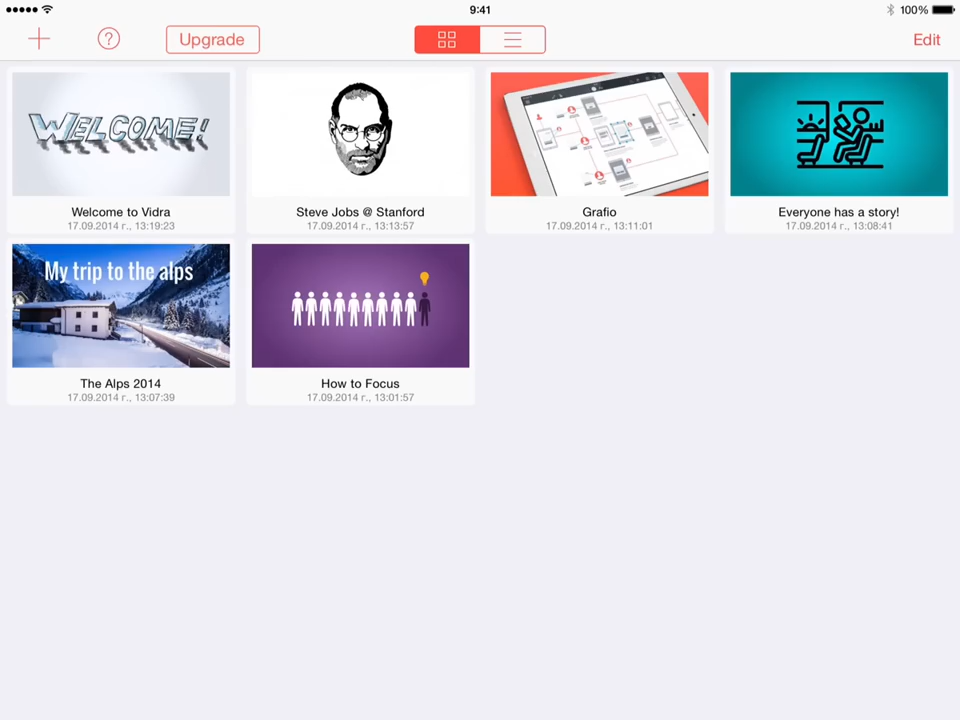 9:41
100%
?
Upgrade
Edit
WELCOME!
Welcome to Vidra
17.09.2014 г., 13:19:23
Steve Jobs @ Stanford
17.09.2014 г., 13:13:57
Grafio
17.09.2014 г., 13:11:01
Everyone has a story!
17.09.2014 г., 13:08:41
My trip to the alps
The Alps 2014
17.09.2014 г., 13:07:39
How to Focus
17.09.2014 г., 13:01:57